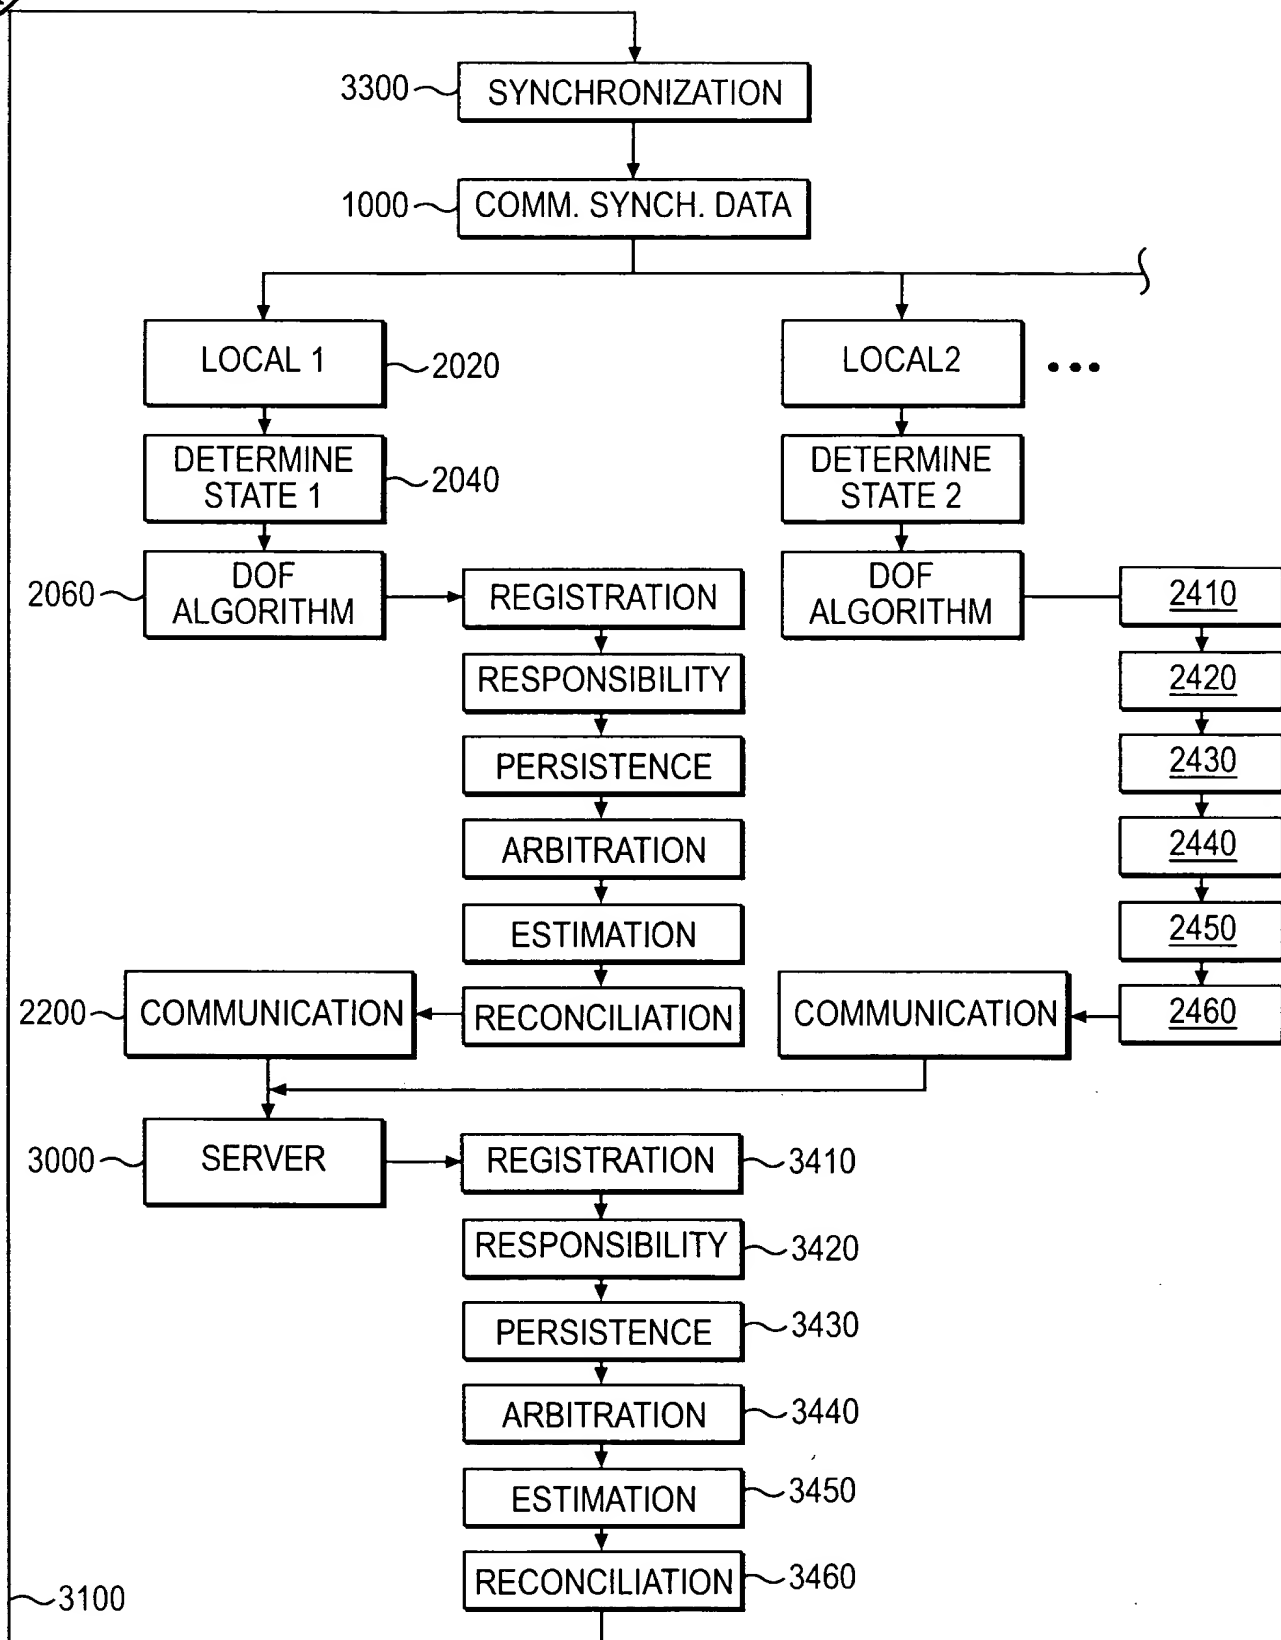 3300 SYNCHRONIZATION
1000 COMM. SYNCH. DATA
LOCAL 1 2020
LOCAL2 •••
DETERMINE
STATE 1 2040
DETERMINE
STATE 2
2060 DOF
ALGORITHM
REGISTRATION
RESPONSIBILITY
PERSISTENCE
ARBITRATION
ESTIMATION
RECONCILIATION
DOF
ALGORITHM
2410
2420
2430
2440
2450
2460
2200 COMMUNICATION
COMMUNICATION
3000 SERVER
REGISTRATION 3410
RESPONSIBILITY 3420
PERSISTENCE 3430
ARBITRATION 3440
ESTIMATION 3450
RECONCILIATION 3460
3100